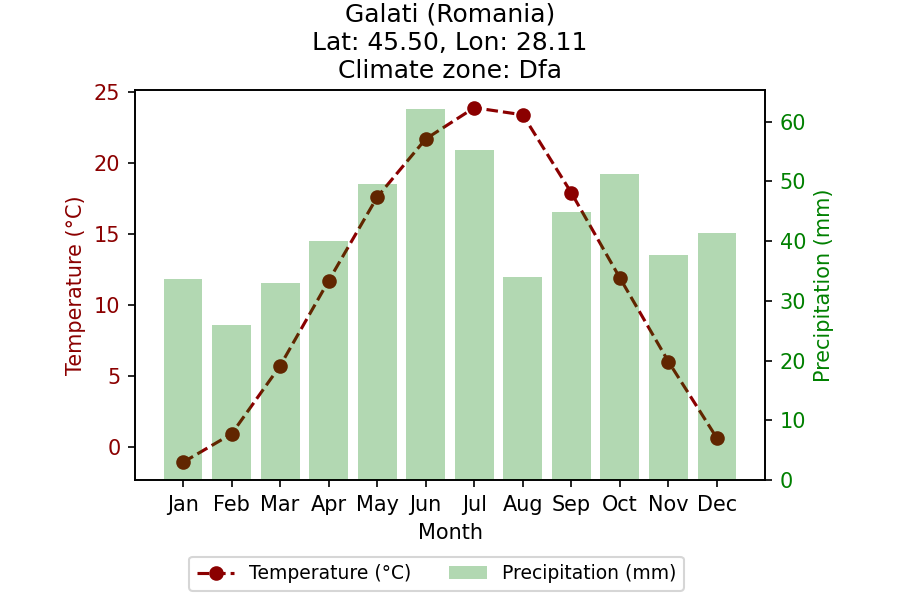 Galati (Romania)
Lat: 45.50, Lon: 28.11
Climate zone: Dfa
25
20
15
10
5
0
Temperature (°C)
60
50
40
30
20
10
0
Precipitation (mm)
Jan Feb Mar Apr May Jun Jul Aug Sep Oct Nov Dec
Month
Temperature (°C) Precipitation (mm)